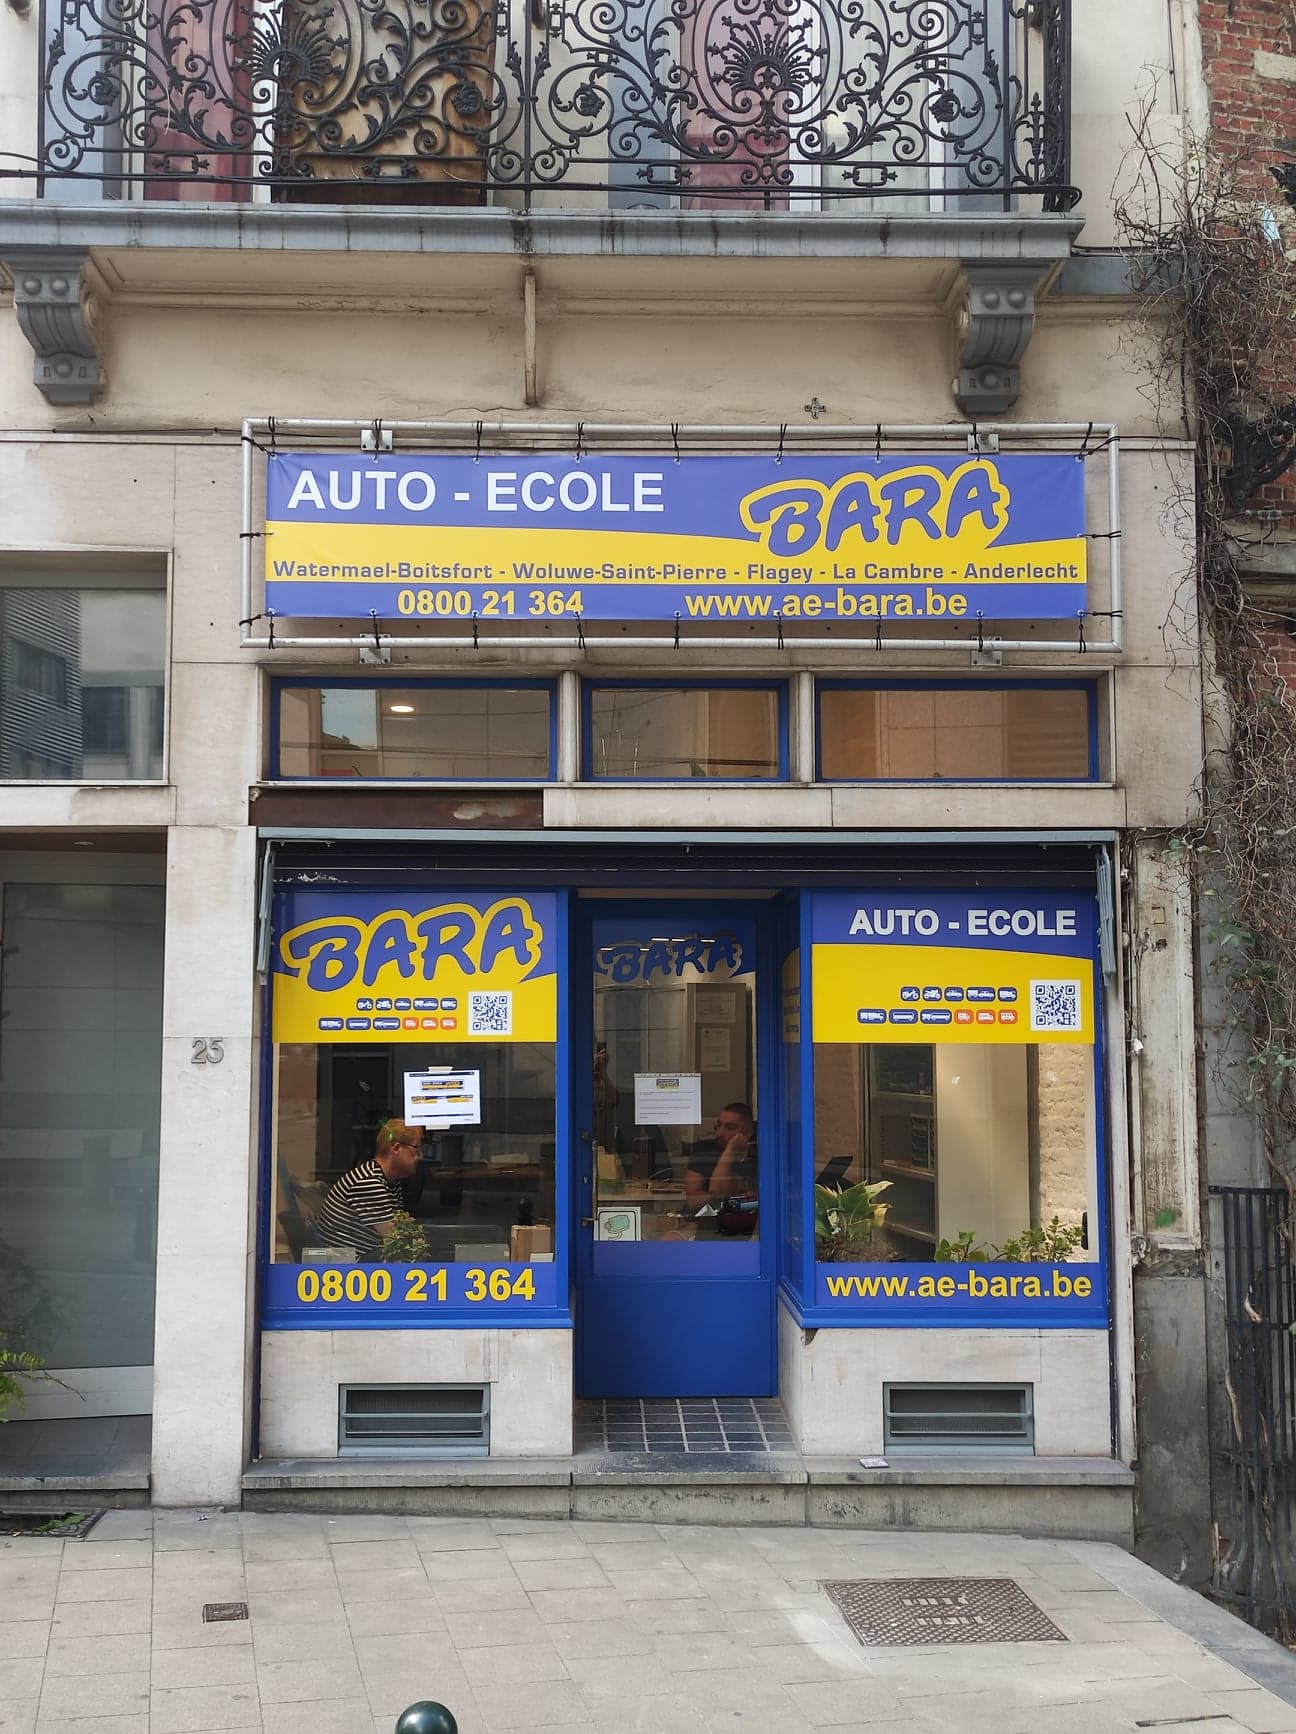 AUTO - ECOLE BARA
Watermael-Boitsfort - Woluwe-Saint-Pierre - Flagey - La Cambre - Anderlecht
0800 21 364 www.ae-bara.be
BARA
BARA
AUTO - ECOLE
25
BARA
0800 21 364
www.ae-bara.be